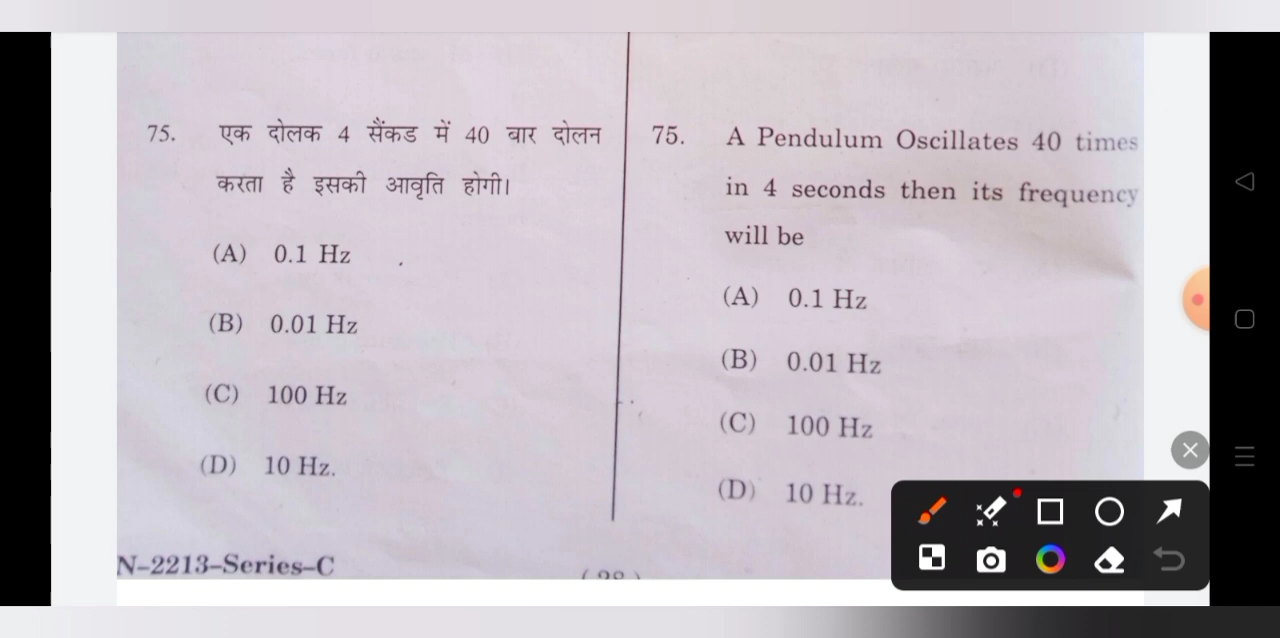 75. एक दोलक 4 सैंकड में 40 बार दोलन
करता है इसकी आवृति होगी।
(A) 0.1 Hz
(B) 0.01 Hz
(C) 100 Hz
(D) 10 Hz.
75. A Pendulum Oscillates 40 times
in 4 seconds then its frequency
will be
(A) 0.1 Hz
(B) 0.01 Hz
(C) 100 Hz
(D) 10 Hz.
N–2213–Series–C